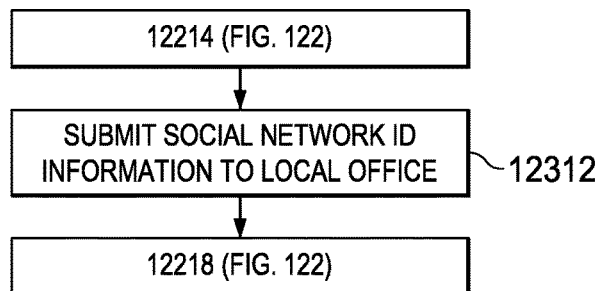 12214 (FIG. 122)
SUBMIT SOCIAL NETWORK ID
INFORMATION TO LOCAL OFFICE
12312
12218 (FIG. 122)